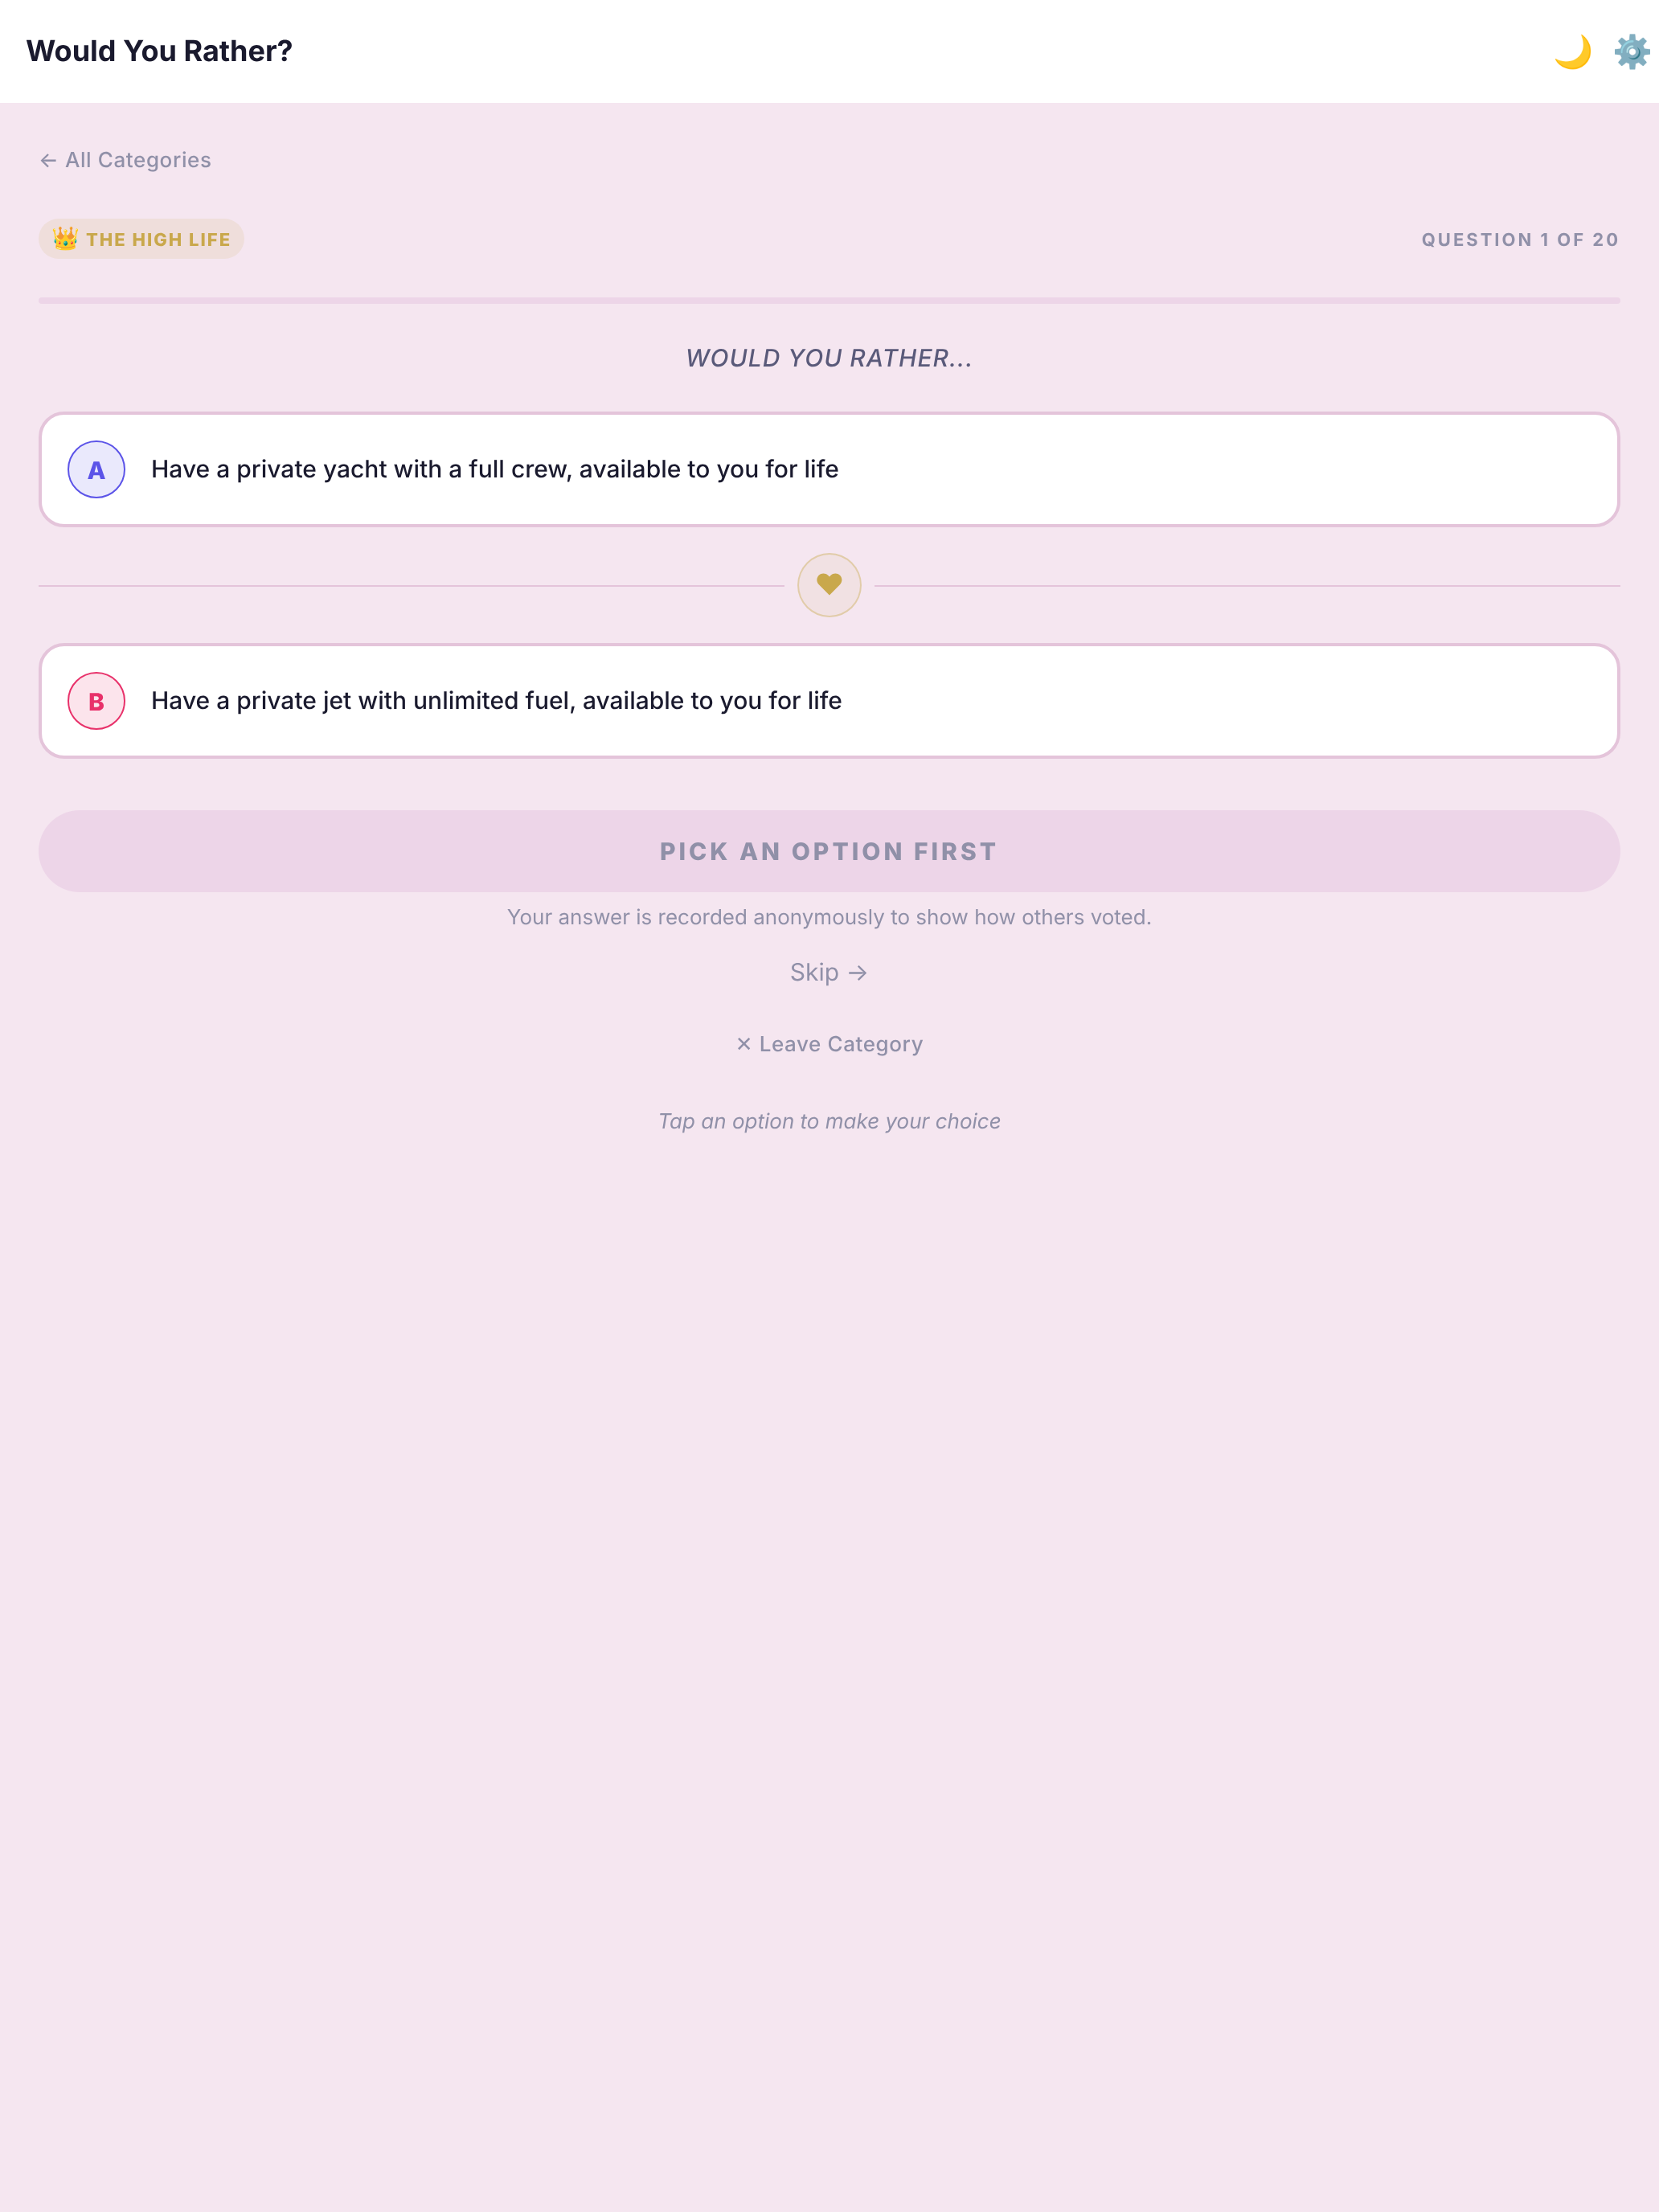 Would You Rather?
← All Categories
THE HIGH LIFE
QUESTION 1 OF 20
WOULD YOU RATHER...
A
Have a private yacht with a full crew, available to you for life
B
Have a private jet with unlimited fuel, available to you for life
PICK AN OPTION FIRST
Your answer is recorded anonymously to show how others voted.
Skip →
✕ Leave Category
Tap an option to make your choice